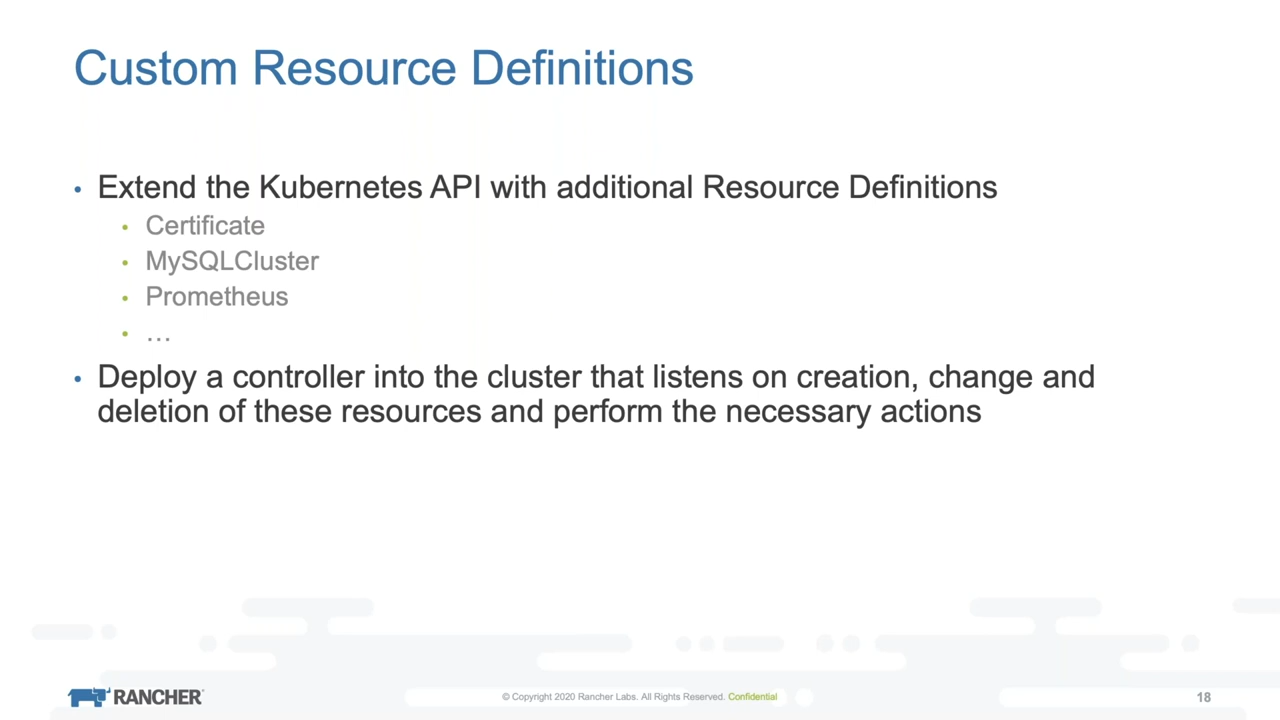 Custom Resource Definitions
• Extend the Kubernetes API with additional Resource Definitions
• Certificate
• MySQLCluster
• Prometheus
• …
• Deploy a controller into the cluster that listens on creation, change and
deletion of these resources and perform the necessary actions
RANCHER
© Copyright 2020 Rancher Labs. All Rights Reserved. Confidential
18